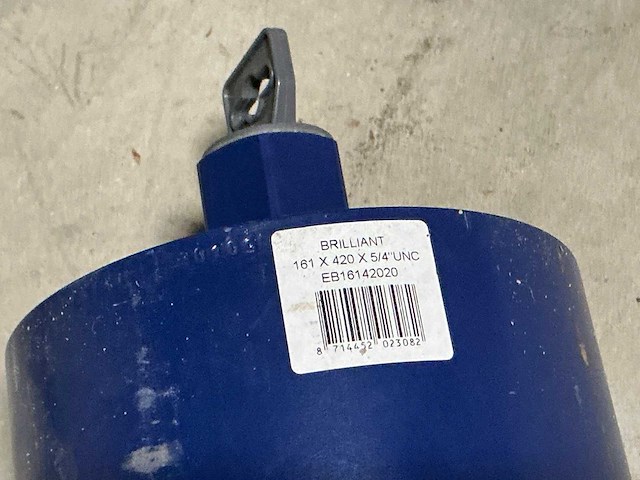 BRILLIANT
161 X 420 X 5/4"UNC
EB16142020
8 714452 023082